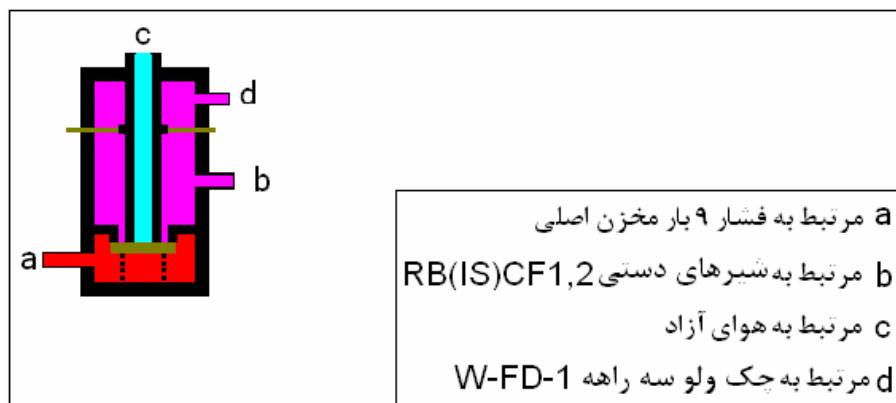 c
d
b
a
a مرتبط به فشار ۹ بار مخزن اصلی
b مرتبط به شیرهای دستی RB(IS)CF1,2
c مرتبط به هوای آزاد
d مرتبط به چک ولو سه راهه W-FD-1